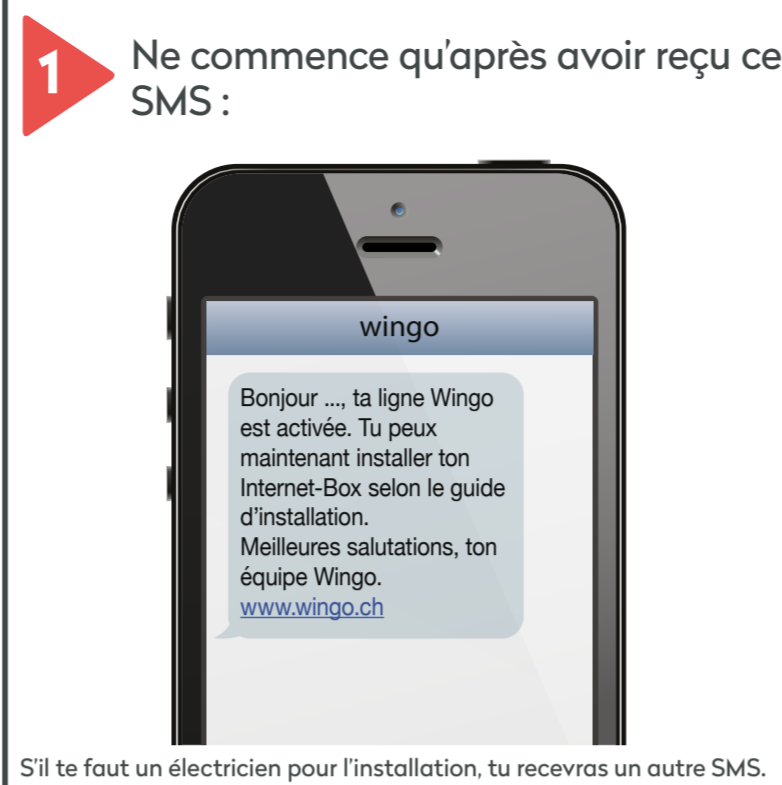 1
Ne commence qu'après avoir reçu ce
SMS :
wingo
Bonjour ..., ta ligne Wingo
est activée. Tu peux
maintenant installer ton
Internet-Box selon le guide
d'installation.
Meilleures salutations, ton
équipe Wingo.
www.wingo.ch
S'il te faut un électricien pour l'installation, tu recevras un autre SMS.